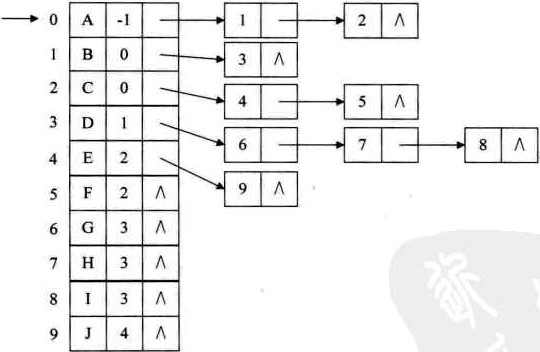 0 A -1 1 2 ∧
1 B 0 3 ∧
2 C 0 4 5 ∧
3 D 1 6 7 8 ∧
4 E 2 9 ∧
5 F 2 ∧
6 G 3 ∧
7 H 3 ∧
8 I 3 ∧
9 J 4 ∧